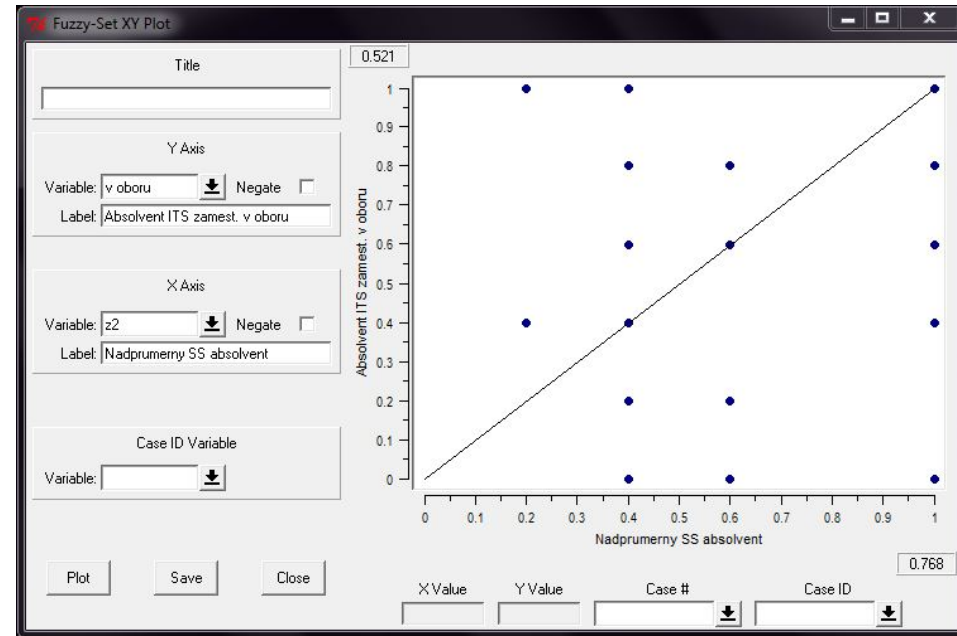 Fuzzy-Set XY Plot
Title
Y Axis
Variable: v oboru Negate
Label: Absolvent ITS zamest. v oboru
X Axis
Variable: z2 Negate
Label: Nadprumerny SS absolvent
Case ID Variable
Variable:
Plot Save Close
0.521
1
0.9
0.8
0.7
0.6
0.5
0.4
0.3
0.2
0.1
0
Absolvent ITS zamest. v oboru
0 0.1 0.2 0.3 0.4 0.5 0.6 0.7 0.8 0.9 1
Nadprumerny SS absolvent
0.768
X Value Y Value Case # Case ID